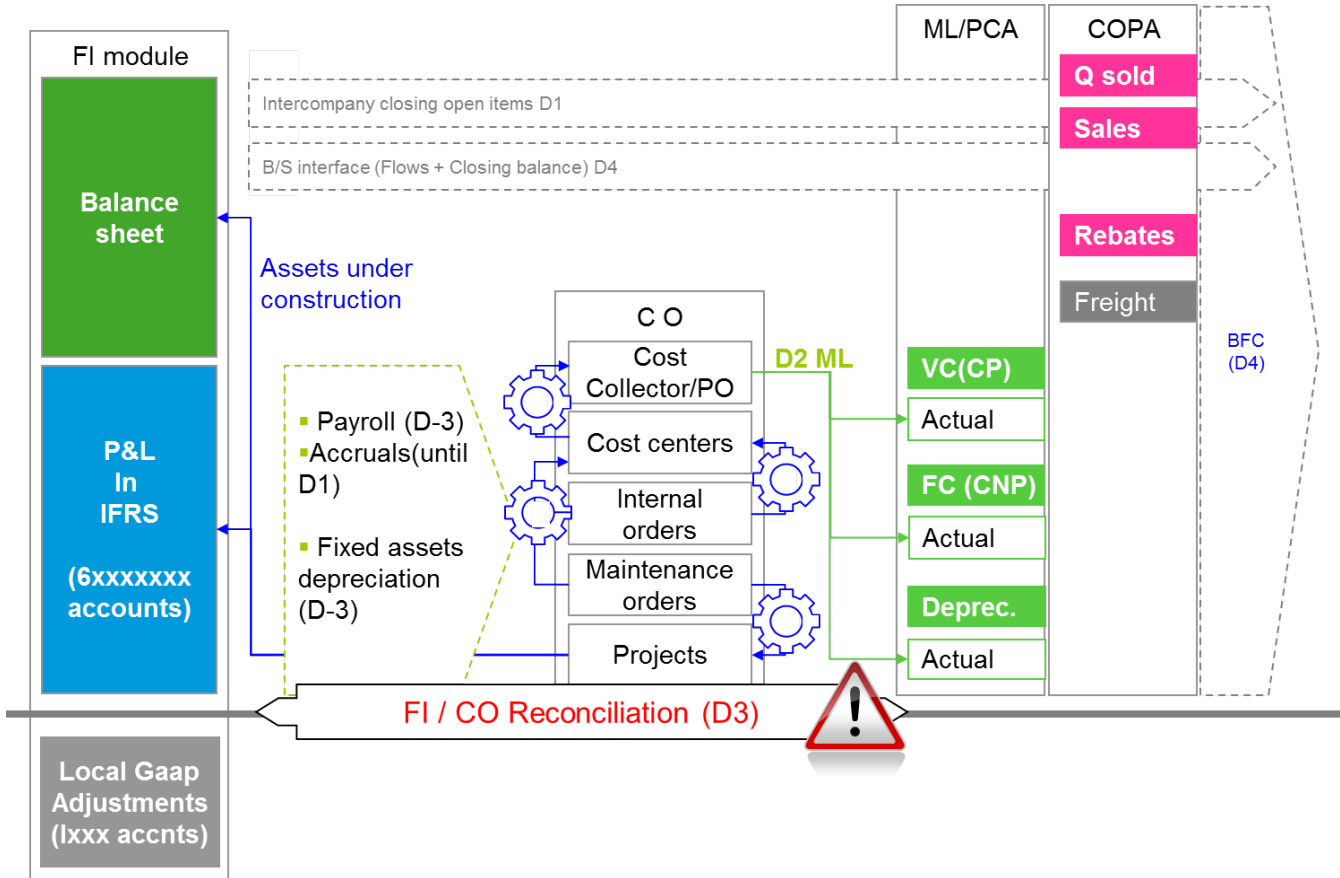 FI module
Balance
sheet
P&L
In
IFRS
(6xxxxxxx
accounts)
Local Gaap
Adjustments
(lxxx accnts)
Intercompany closing open items D1
B/S interface (Flows + Closing balance) D4
Assets under
construction
▪ Payroll (D-3)
▪Accruals(until
D1)
▪ Fixed assets
depreciation
(D-3)
C O
Cost
Collector/PO
Cost centers
Internal
orders
Maintenance
orders
Projects
D2 ML
FI / CO Reconciliation (D3)
ML/PCA
VC(CP)
Actual
FC (CNP)
Actual
Deprec.
Actual
COPA
Q sold
Sales
Rebates
Freight
BFC
(D4)